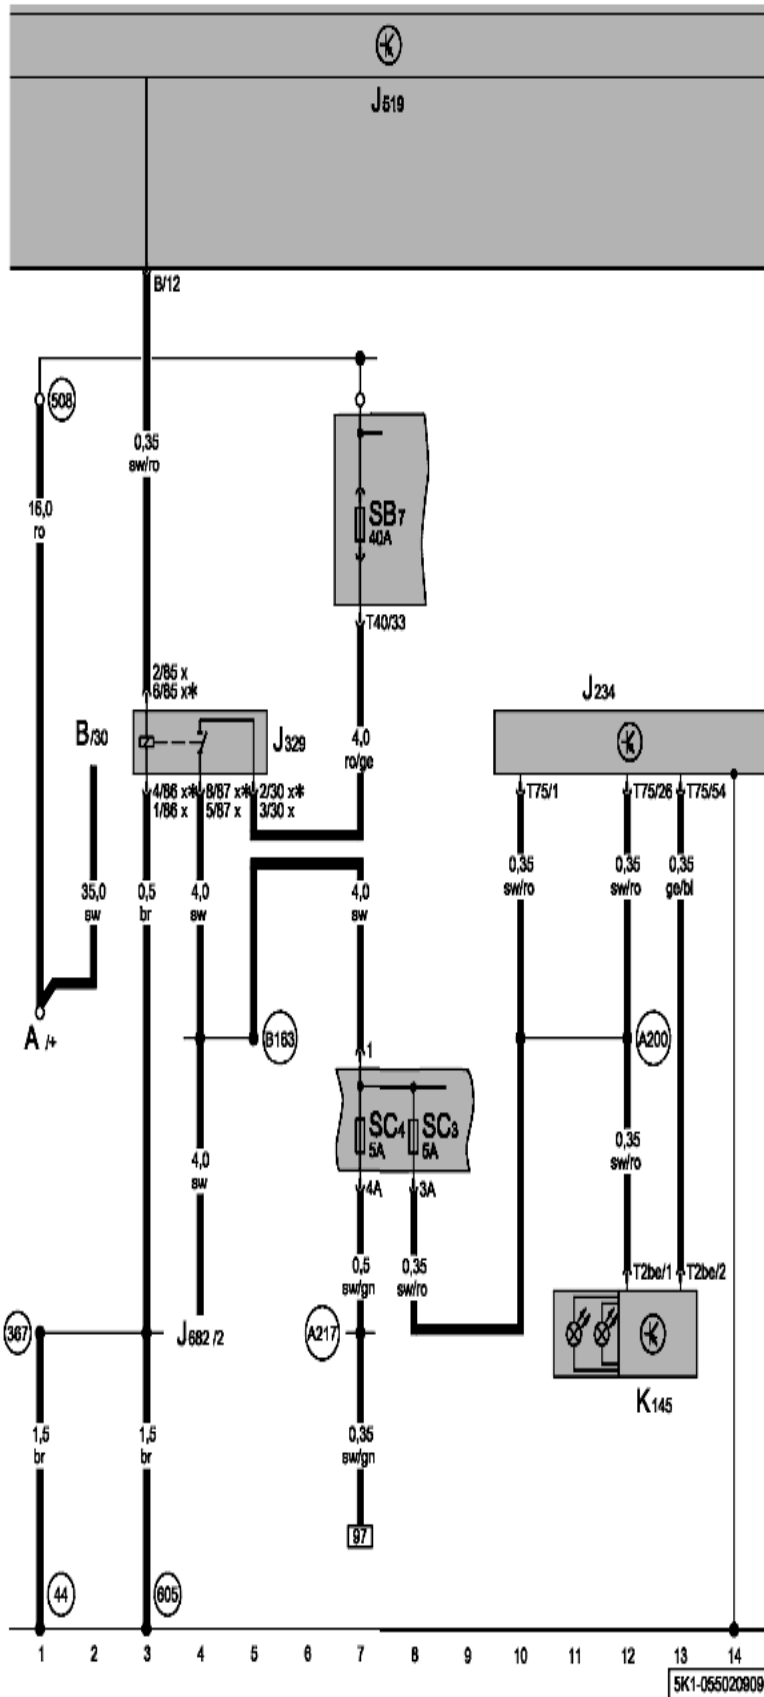 J519
B/12
508
0,35
sw/ro
16,0
ro
SB7
40A
T40/33
2/85 x
6/85 x*
J234
B/30
J329
4,0
ro/ge
4/86 x* 8/87 x* 2/30 x*
1/86 x 5/87 x 3/30 x
T75/1
T75/26
T75/54
35,0
sw
0,5
br
4,0
sw
4,0
sw
0,35
sw/ro
0,35
sw/ro
0,35
ge/bl
A /+
B163
A200
1
SC4
5A
SC3
5A
4,0
sw
0,35
sw/ro
4A
3A
0,5
sw/gn
0,35
sw/ro
T2be/1
T2be/2
367
J682 /2
A217
K145
1,5
br
1,5
br
0,35
sw/gn
97
44
605
1 2 3 4 5 6 7 8 9 10 11 12 13 14
5K1-055020909